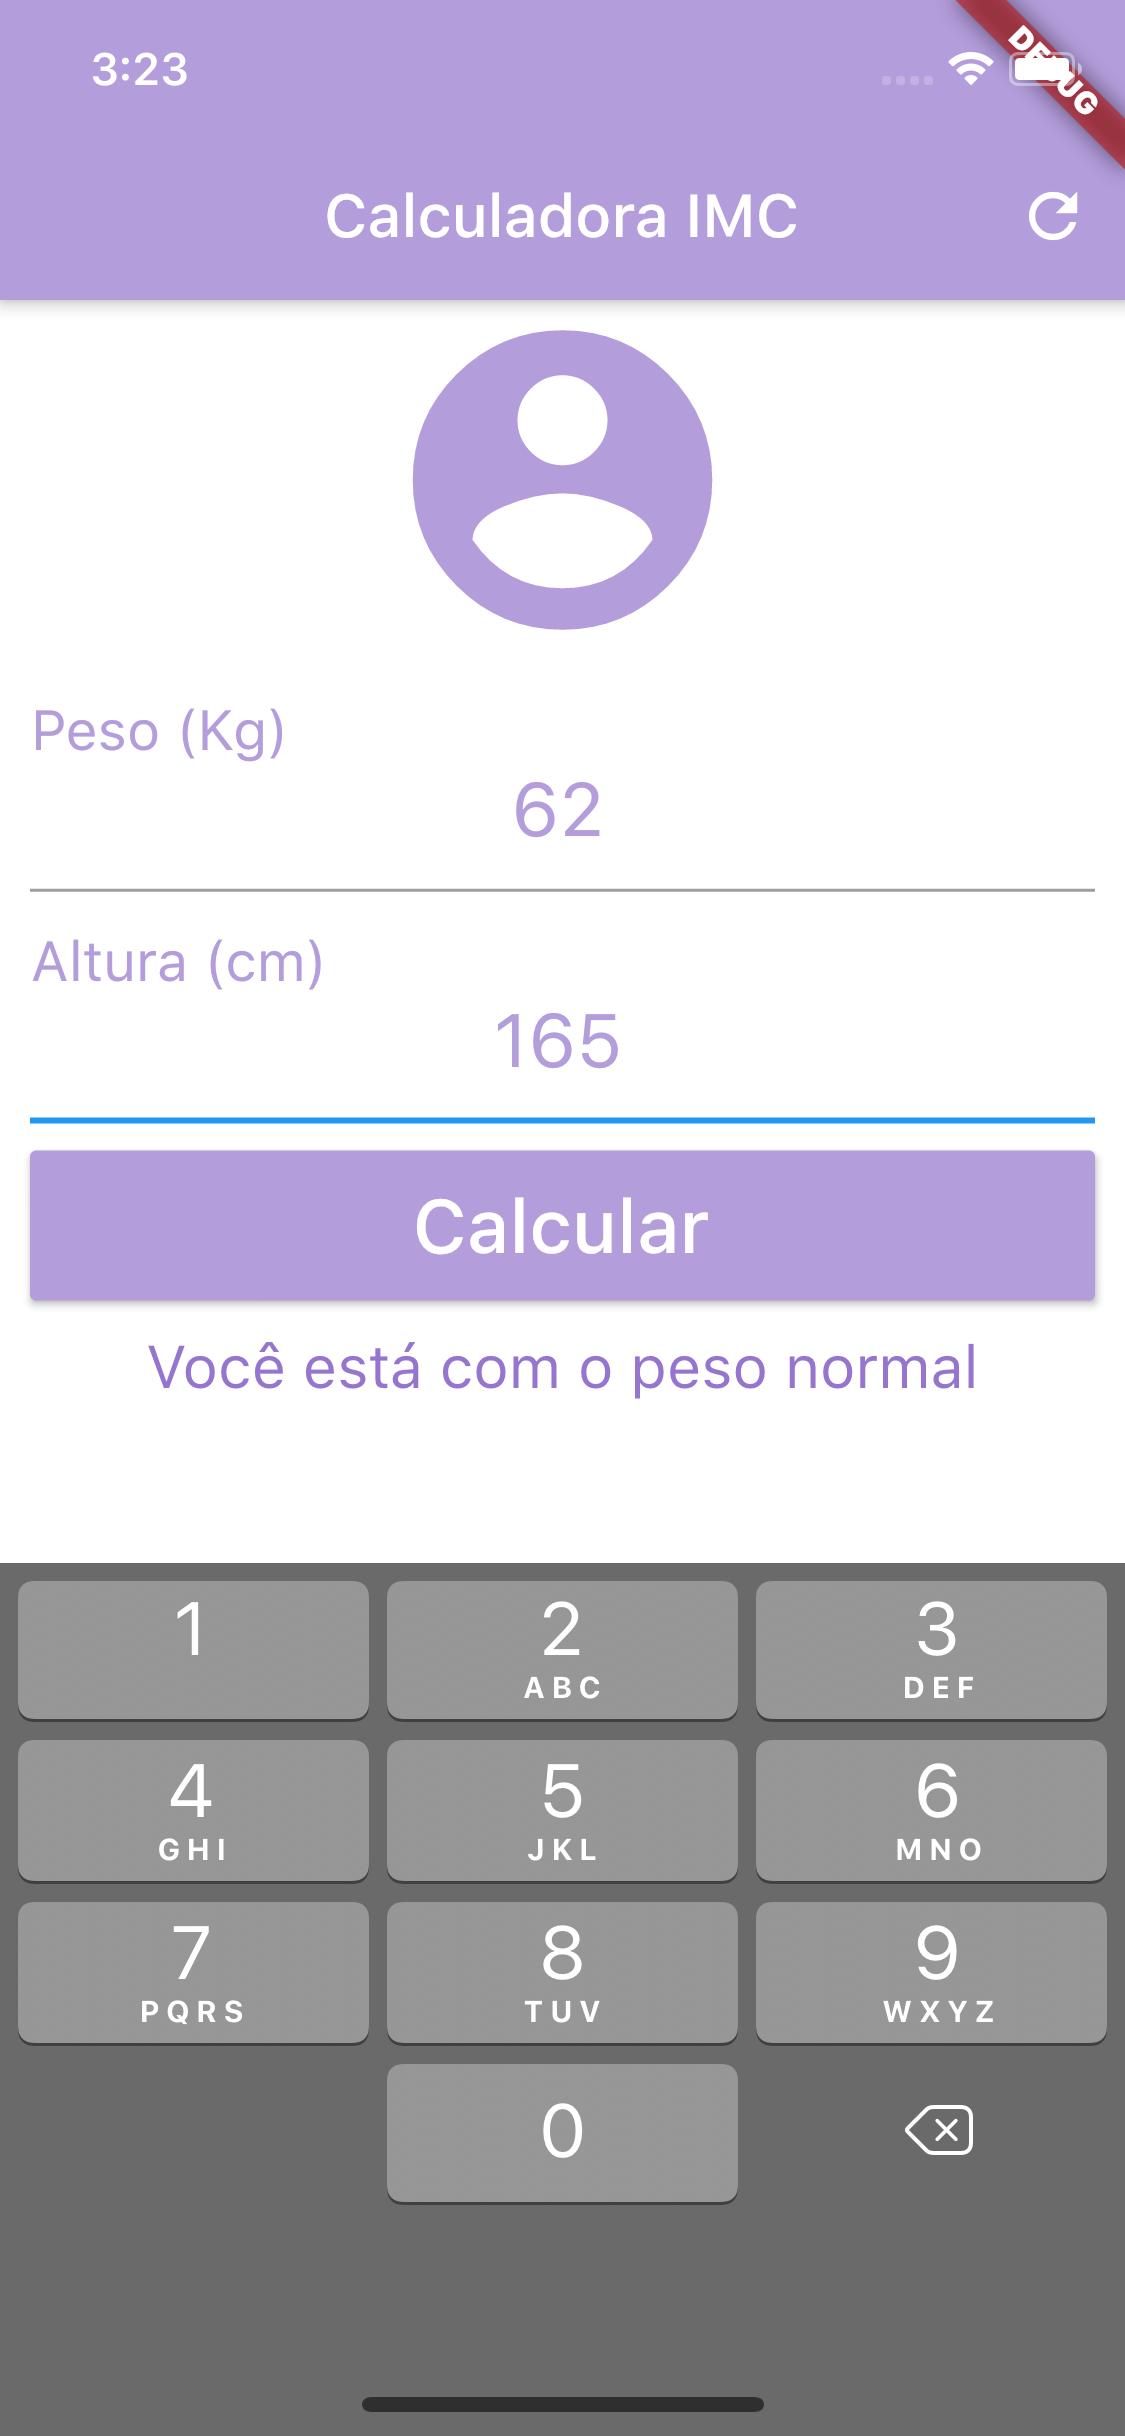 3:23
DEBUG
Calculadora IMC
Peso (Kg)
62
Altura (cm)
165
Calcular
Você está com o peso normal
1
2
ABC
3
DEF
4
GHI
5
JKL
6
MNO
7
PQRS
8
TUV
9
WXYZ
0